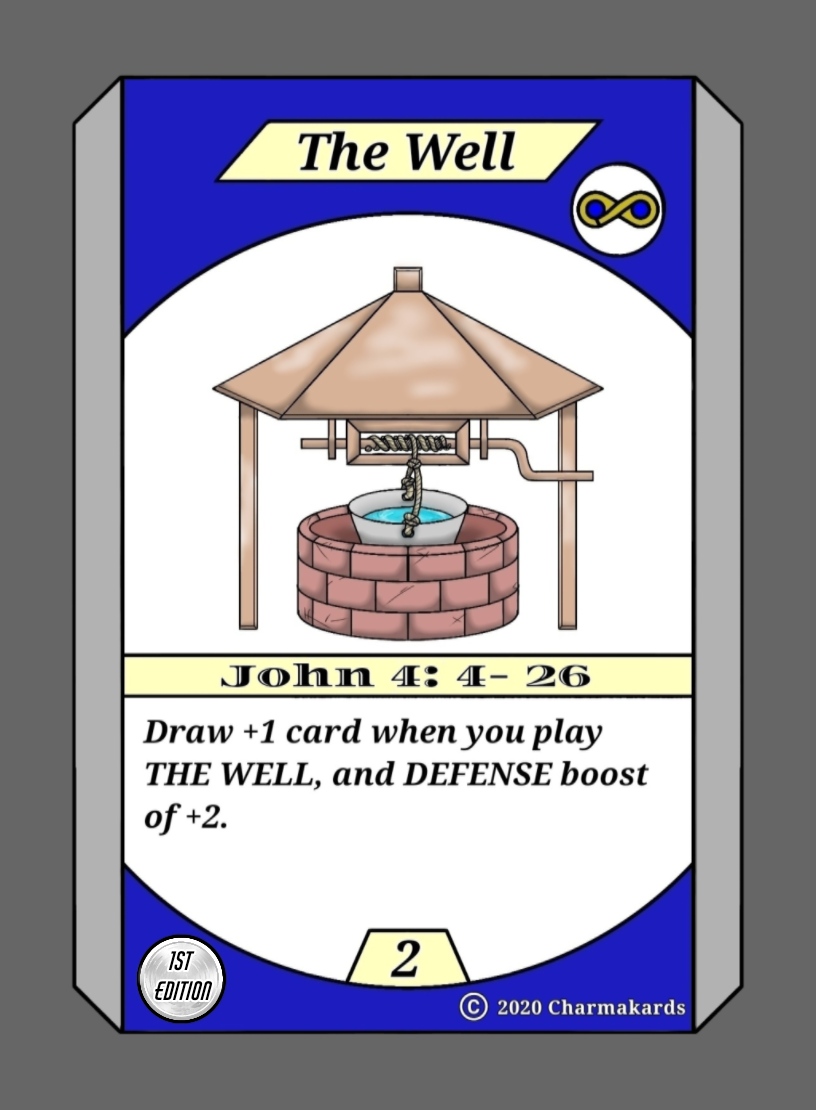 The Well
John 4: 4- 26
Draw +1 card when you play
THE WELL, and DEFENSE boost
of +2.
2
1ST
EDITION
© 2020 Charmakards